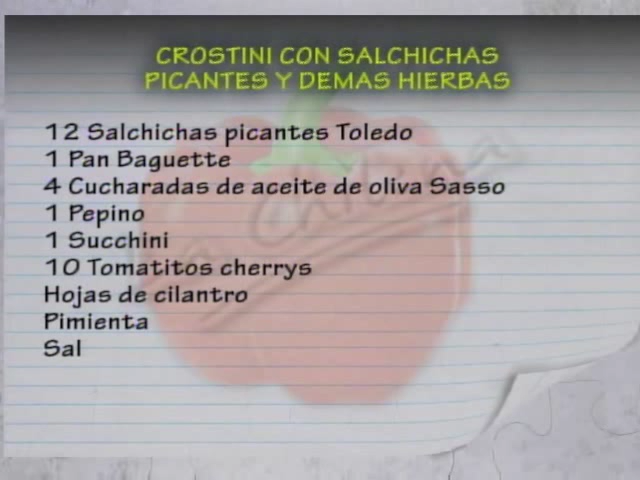 CROSTINI CON SALCHICHAS
PICANTES Y DEMAS HIERBAS
12 Salchichas picantes Toledo
1 Pan Baguette
4 Cucharadas de aceite de oliva Sasso
1 Pepino
1 Succhini
10 Tomatitos cherrys
Hojas de cilantro
Pimienta
Sal